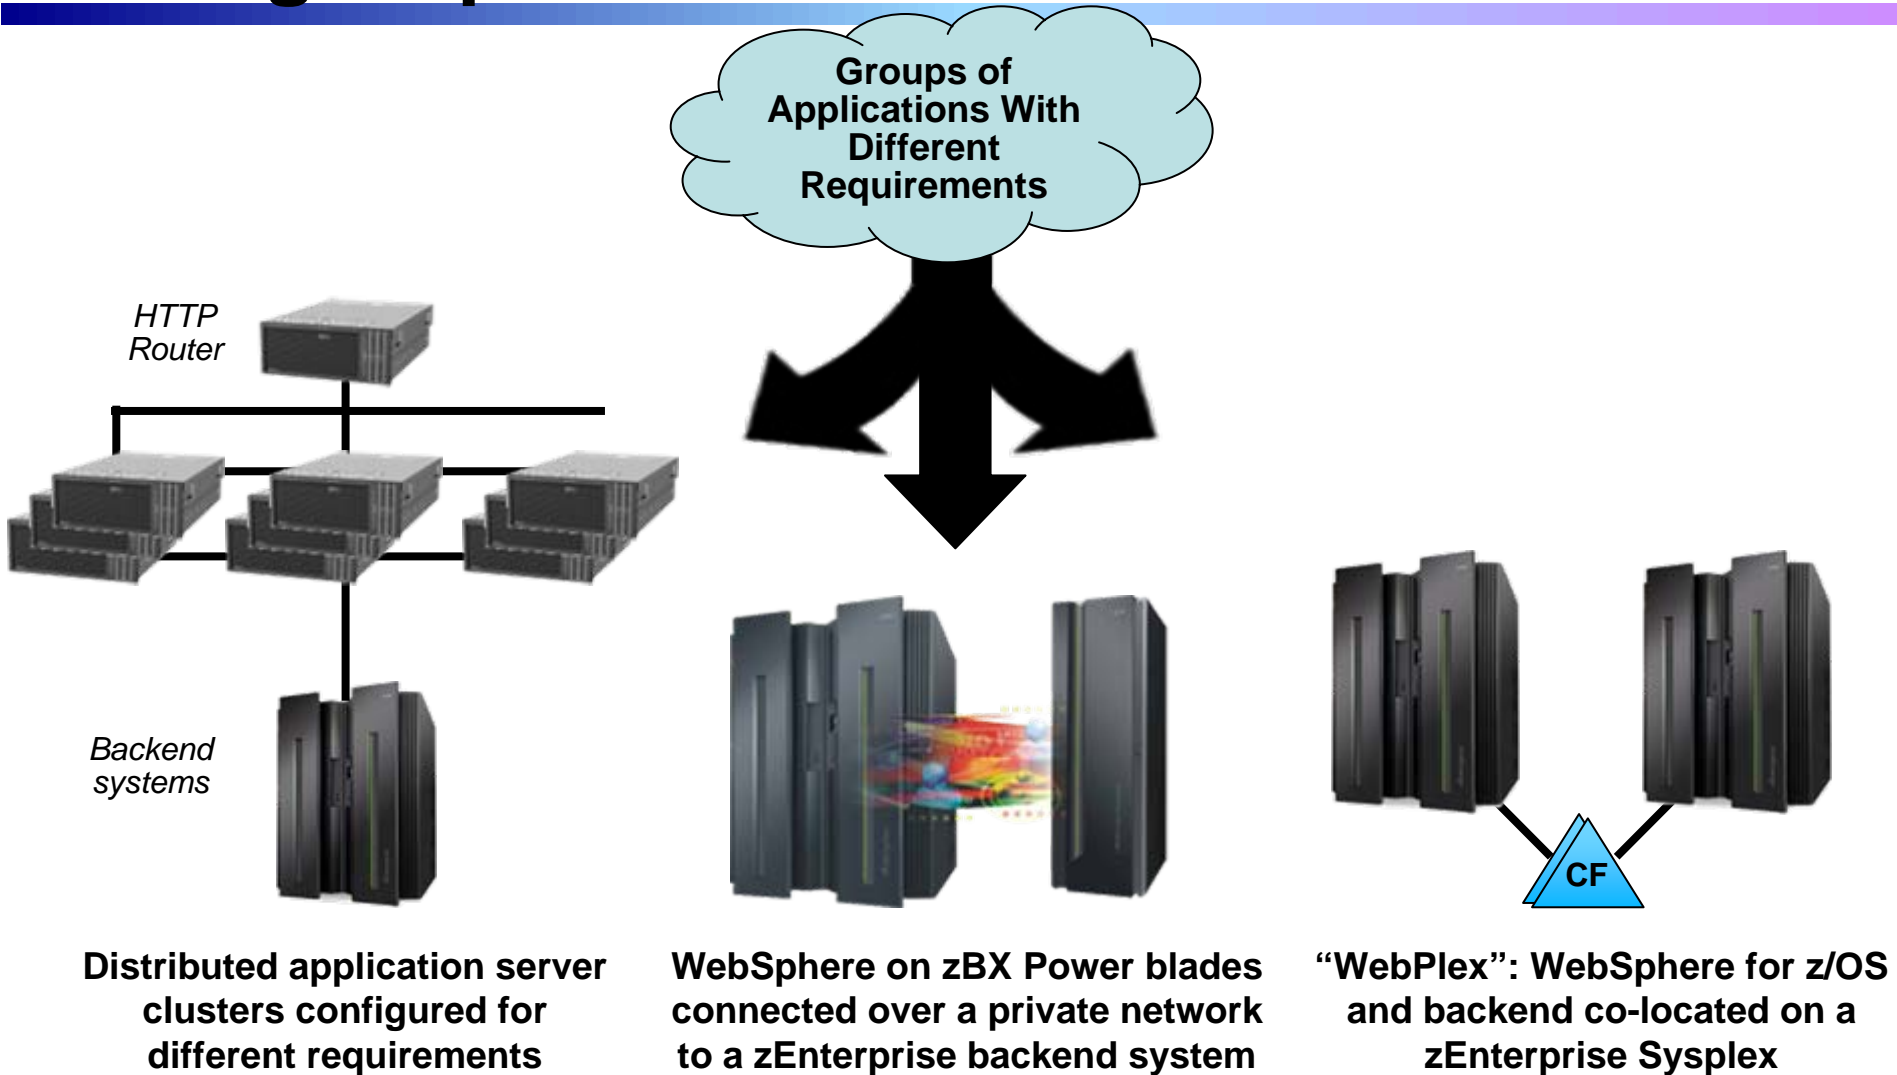 Groups of
Applications With
Different
Requirements
HTTP
Router
Backend
systems
CF
Distributed application server
clusters configured for
different requirements
WebSphere on zBX Power blades
connected over a private network
to a zEnterprise backend system
“WebPlex”: WebSphere for z/OS
and backend co-located on a
zEnterprise Sysplex